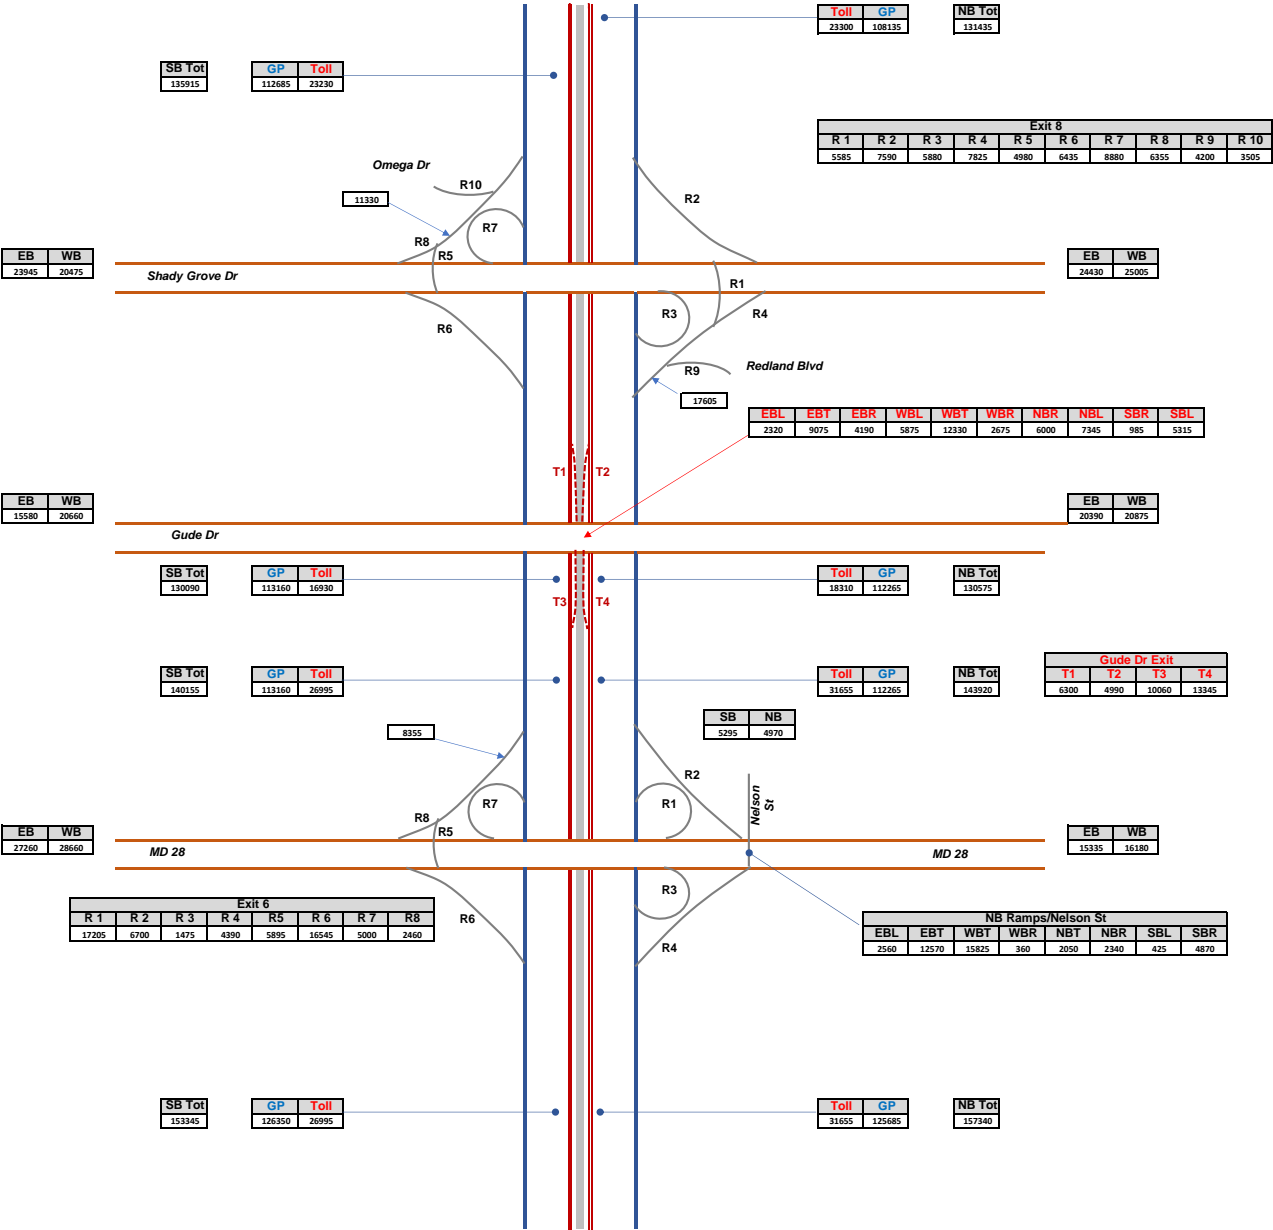 Toll GP NB Tot
23300 108135 131435
SB Tot GP Toll
135915 112685 23230
Exit 8
R 1 R 2 R 3 R 4 R 5 R 6 R 7 R 8 R 9 R 10
5585 7590 5880 7825 4980 6435 8880 6355 4200 3505
Omega Dr
R10
R2
11330
R7
R8
R5
EB WB
23945 20475
Shady Grove Dr
EB WB
24430 25005
R1
R3
R4
R6
Redland Blvd
R9
17605
EBL EBT EBR WBL WBT WBR NBR NBL SBR SBL
2320 9075 4190 5875 12330 2675 6000 7345 985 5315
T1 T2
EB WB
15580 20660
EB WB
20390 20875
Gude Dr
SB Tot GP Toll
130090 113160 16930
Toll GP NB Tot
18310 112265 130575
T3 T4
SB Tot GP Toll
140155 113160 26995
Toll GP NB Tot
31655 112265 143920
Gude Dr Exit
T1 T2 T3 T4
6300 4990 10060 13345
SB NB
5295 4970
8355
R2
R7
R1
Nelson
St
R8
R5
EB WB
27260 28660
MD 28
MD 28
EB WB
15335 16180
R3
R6
R4
Exit 6
R 1 R 2 R 3 R 4 R5 R 6 R 7 R8
17205 6700 1475 4390 5895 16545 5000 2460
NB Ramps/Nelson St
EBL EBT WBT WBR NBT NBR SBL SBR
2560 12570 15825 360 2050 2340 425 4870
SB Tot GP Toll
153345 126350 26995
Toll GP NB Tot
31655 125685 157340